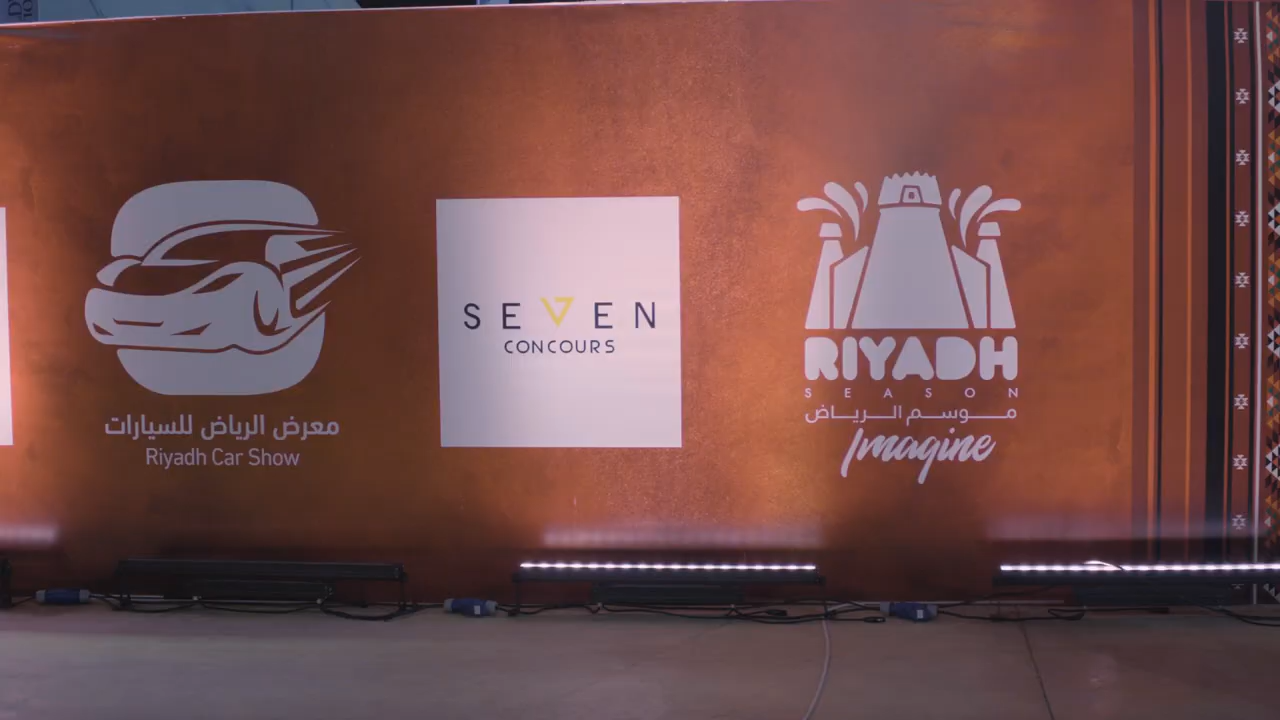 معرض الرياض للسيارات
Riyadh Car Show
SEVEN
CONCOURS
RIYADH
SEASON
موسم الرياض
Imagine